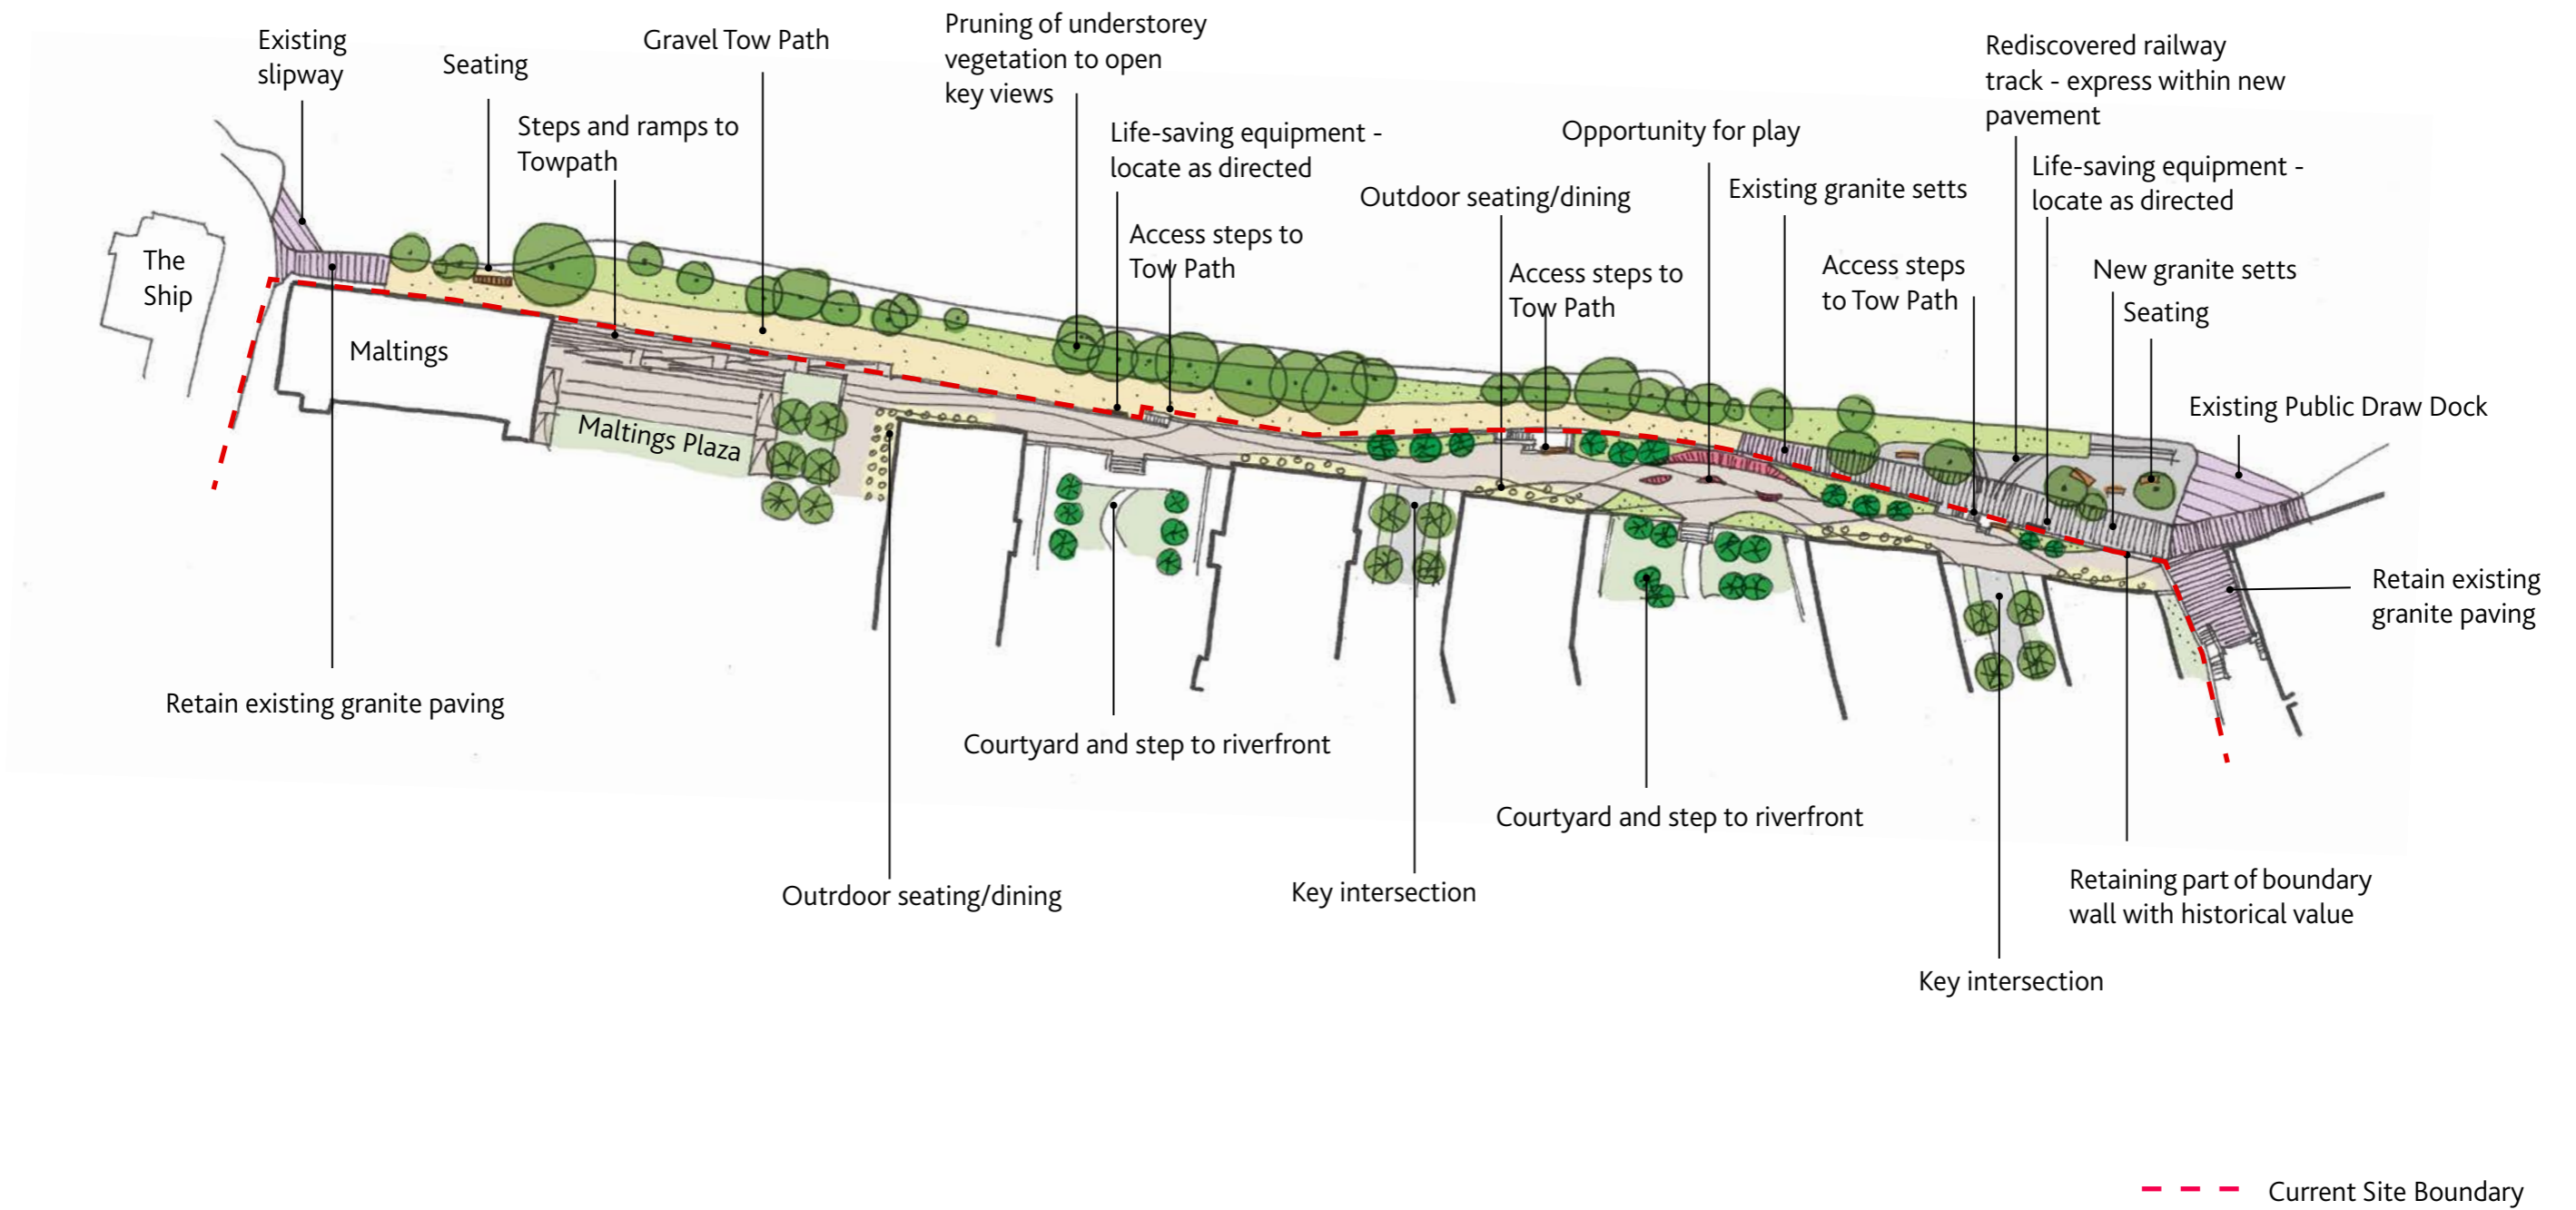 Existing
slipway
Seating
Gravel Tow Path
Pruning of understorey
vegetation to open
key views
Rediscovered railway
track - express within new
pavement
Steps and ramps to
Towpath
Life-saving equipment -
locate as directed
Opportunity for play
Life-saving equipment -
locate as directed
Outdoor seating/dining
Existing granite setts
Access steps to
Tow Path
Access steps to
Tow Path
Access steps
to Tow Path
New granite setts
Seating
The
Ship
Maltings
Maltings Plaza
Existing Public Draw Dock
Retain existing
granite paving
Retain existing granite paving
Courtyard and step to riverfront
Courtyard and step to riverfront
Outrdoor seating/dining
Key intersection
Retaining part of boundary
wall with historical value
Key intersection
Current Site Boundary